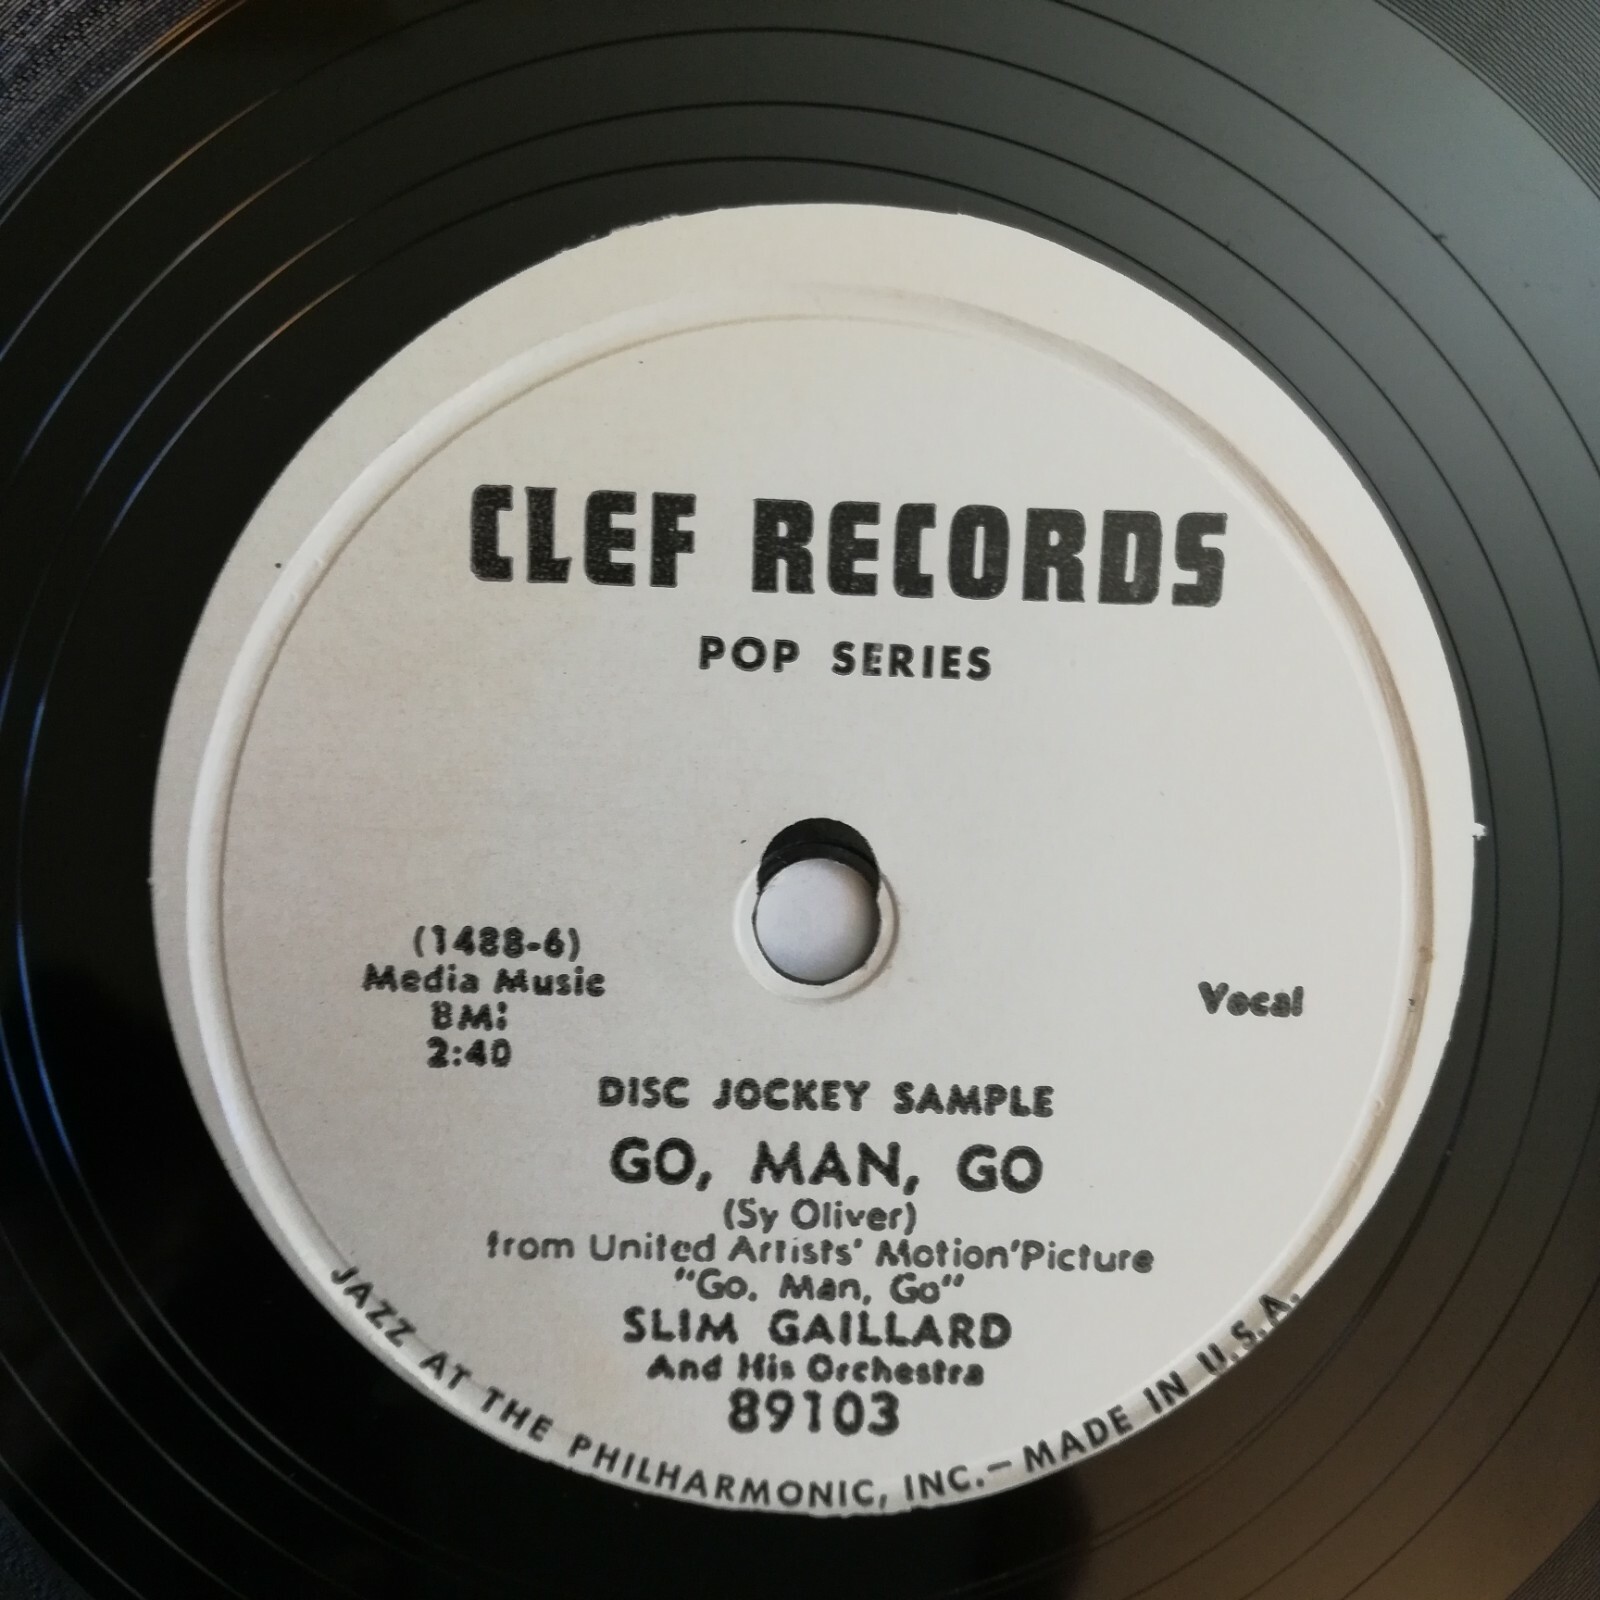 CLEF RECORDS
POP SERIES
(1488-6)
Media Music
BMI
2:40
Vocal
DISC JOCKEY SAMPLE
GO, MAN, GO
(Sy Oliver)
from United Artists' Motion'Picture
"Go, Man, Go"
SLIM GAILLARD
And His Orchestra
89103
JAZZ AT THE PHILHARMONIC, INC.—MADE IN U.S.A.